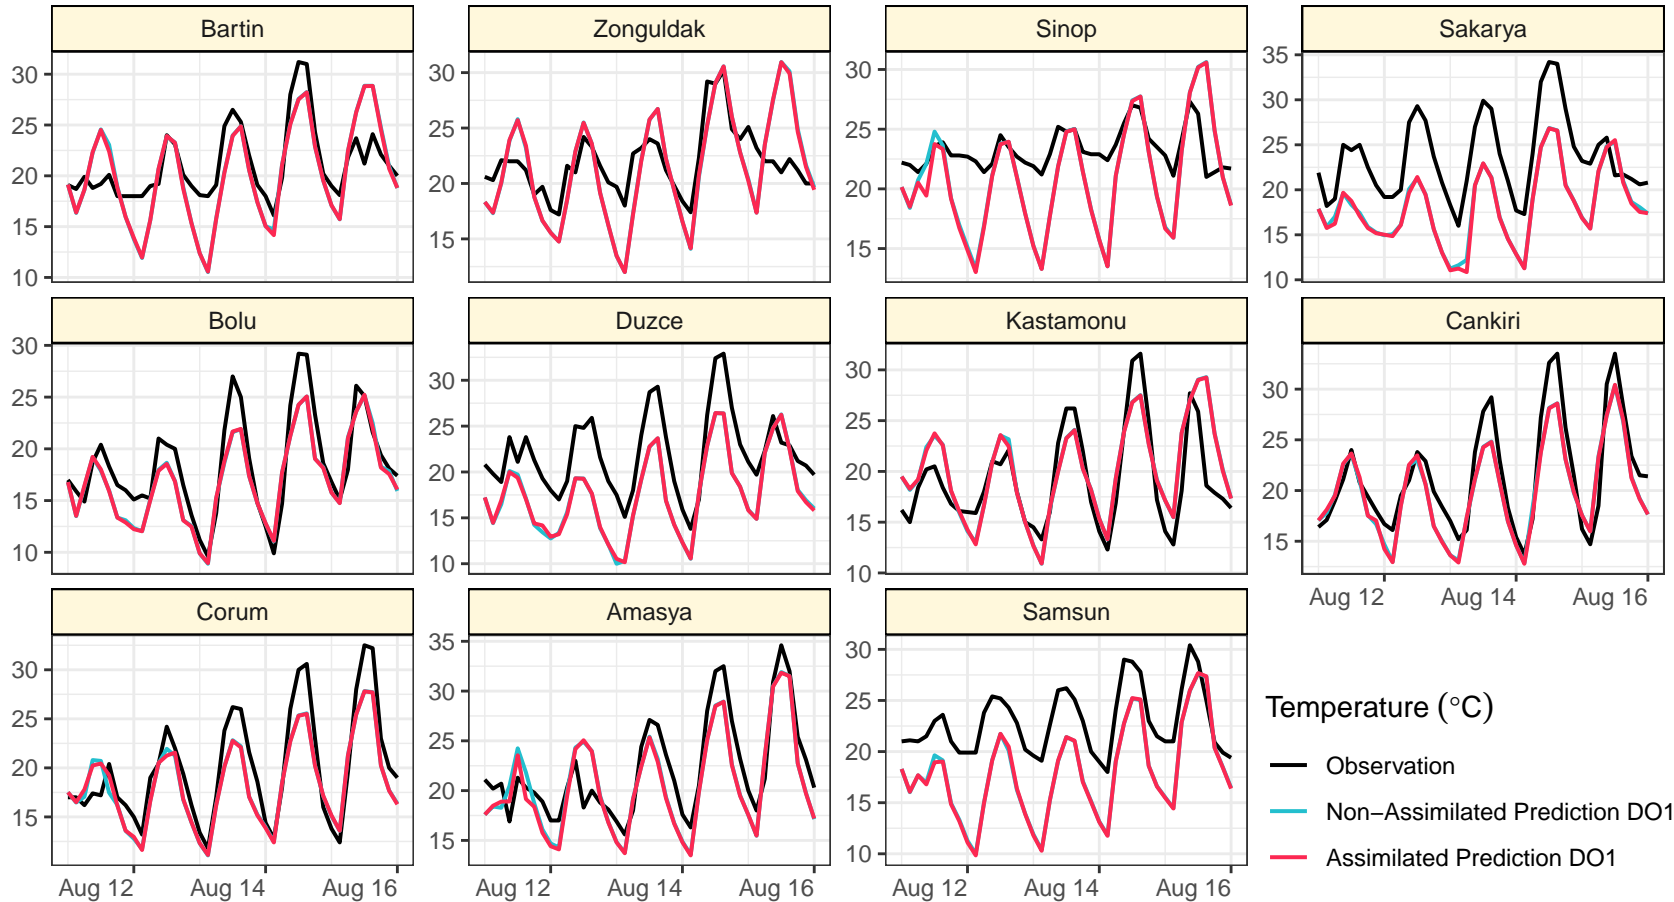 Bartin
Zonguldak
Sinop
Sakarya
30
25
20
15
10
30
25
20
15
30
25
20
15
35
30
25
20
15
10
Bolu
Duzce
Kastamonu
Cankiri
30
25
20
15
10
30
25
20
15
10
30
25
20
15
10
30
25
20
15
Aug 12 Aug 14 Aug 16
Corum
Amasya
Samsun
30
25
20
15
35
30
25
20
15
30
25
20
15
10
Aug 12 Aug 14 Aug 16
Aug 12 Aug 14 Aug 16
Aug 12 Aug 14 Aug 16
Temperature (°C)
Observation
Non−Assimilated Prediction DO1
Assimilated Prediction DO1